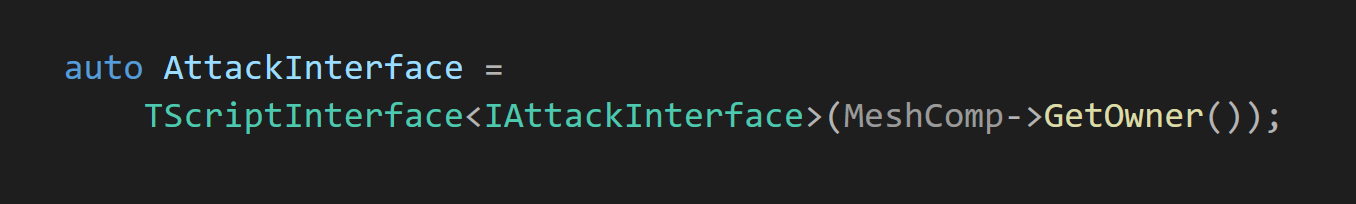 auto AttackInterface =
TScriptInterface<IAttackInterface>(MeshComp->GetOwner());